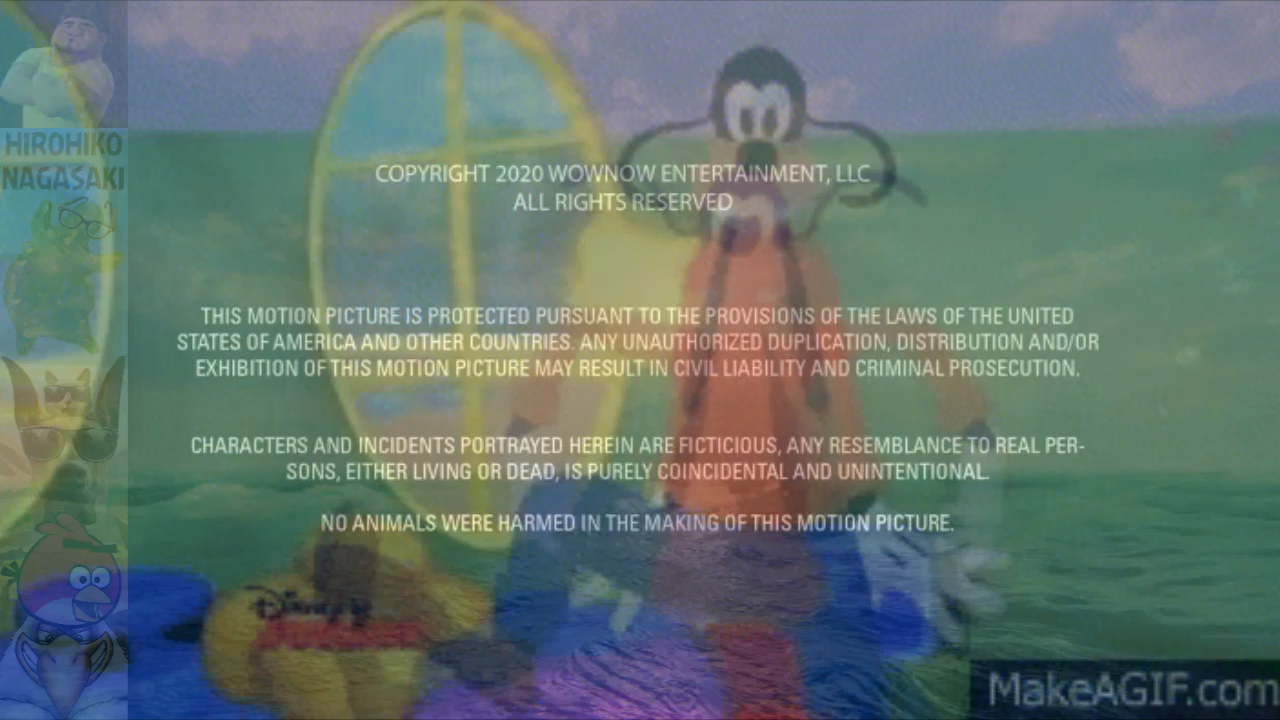 HIROHIKO
NAGASAKI
COPYRIGHT 2020 WOWNOW ENTERTAINMENT, LLC
ALL RIGHTS RESERVED
THIS MOTION PICTURE IS PROTECTED PURSUANT TO THE PROVISIONS OF THE LAWS OF THE UNITED
STATES OF AMERICA AND OTHER COUNTRIES. ANY UNAUTHORIZED DUPLICATION, DISTRIBUTION AND/OR
EXHIBITION OF THIS MOTION PICTURE MAY RESULT IN CIVIL LIABILITY AND CRIMINAL PROSECUTION.
CHARACTERS AND INCIDENTS PORTRAYED HEREIN ARE FICTICIOUS, ANY RESEMBLANCE TO REAL PER-
SONS, EITHER LIVING OR DEAD, IS PURELY COINCIDENTAL AND UNINTENTIONAL.
NO ANIMALS WERE HARMED IN THE MAKING OF THIS MOTION PICTURE.
Disney's
MakeAGIF.com